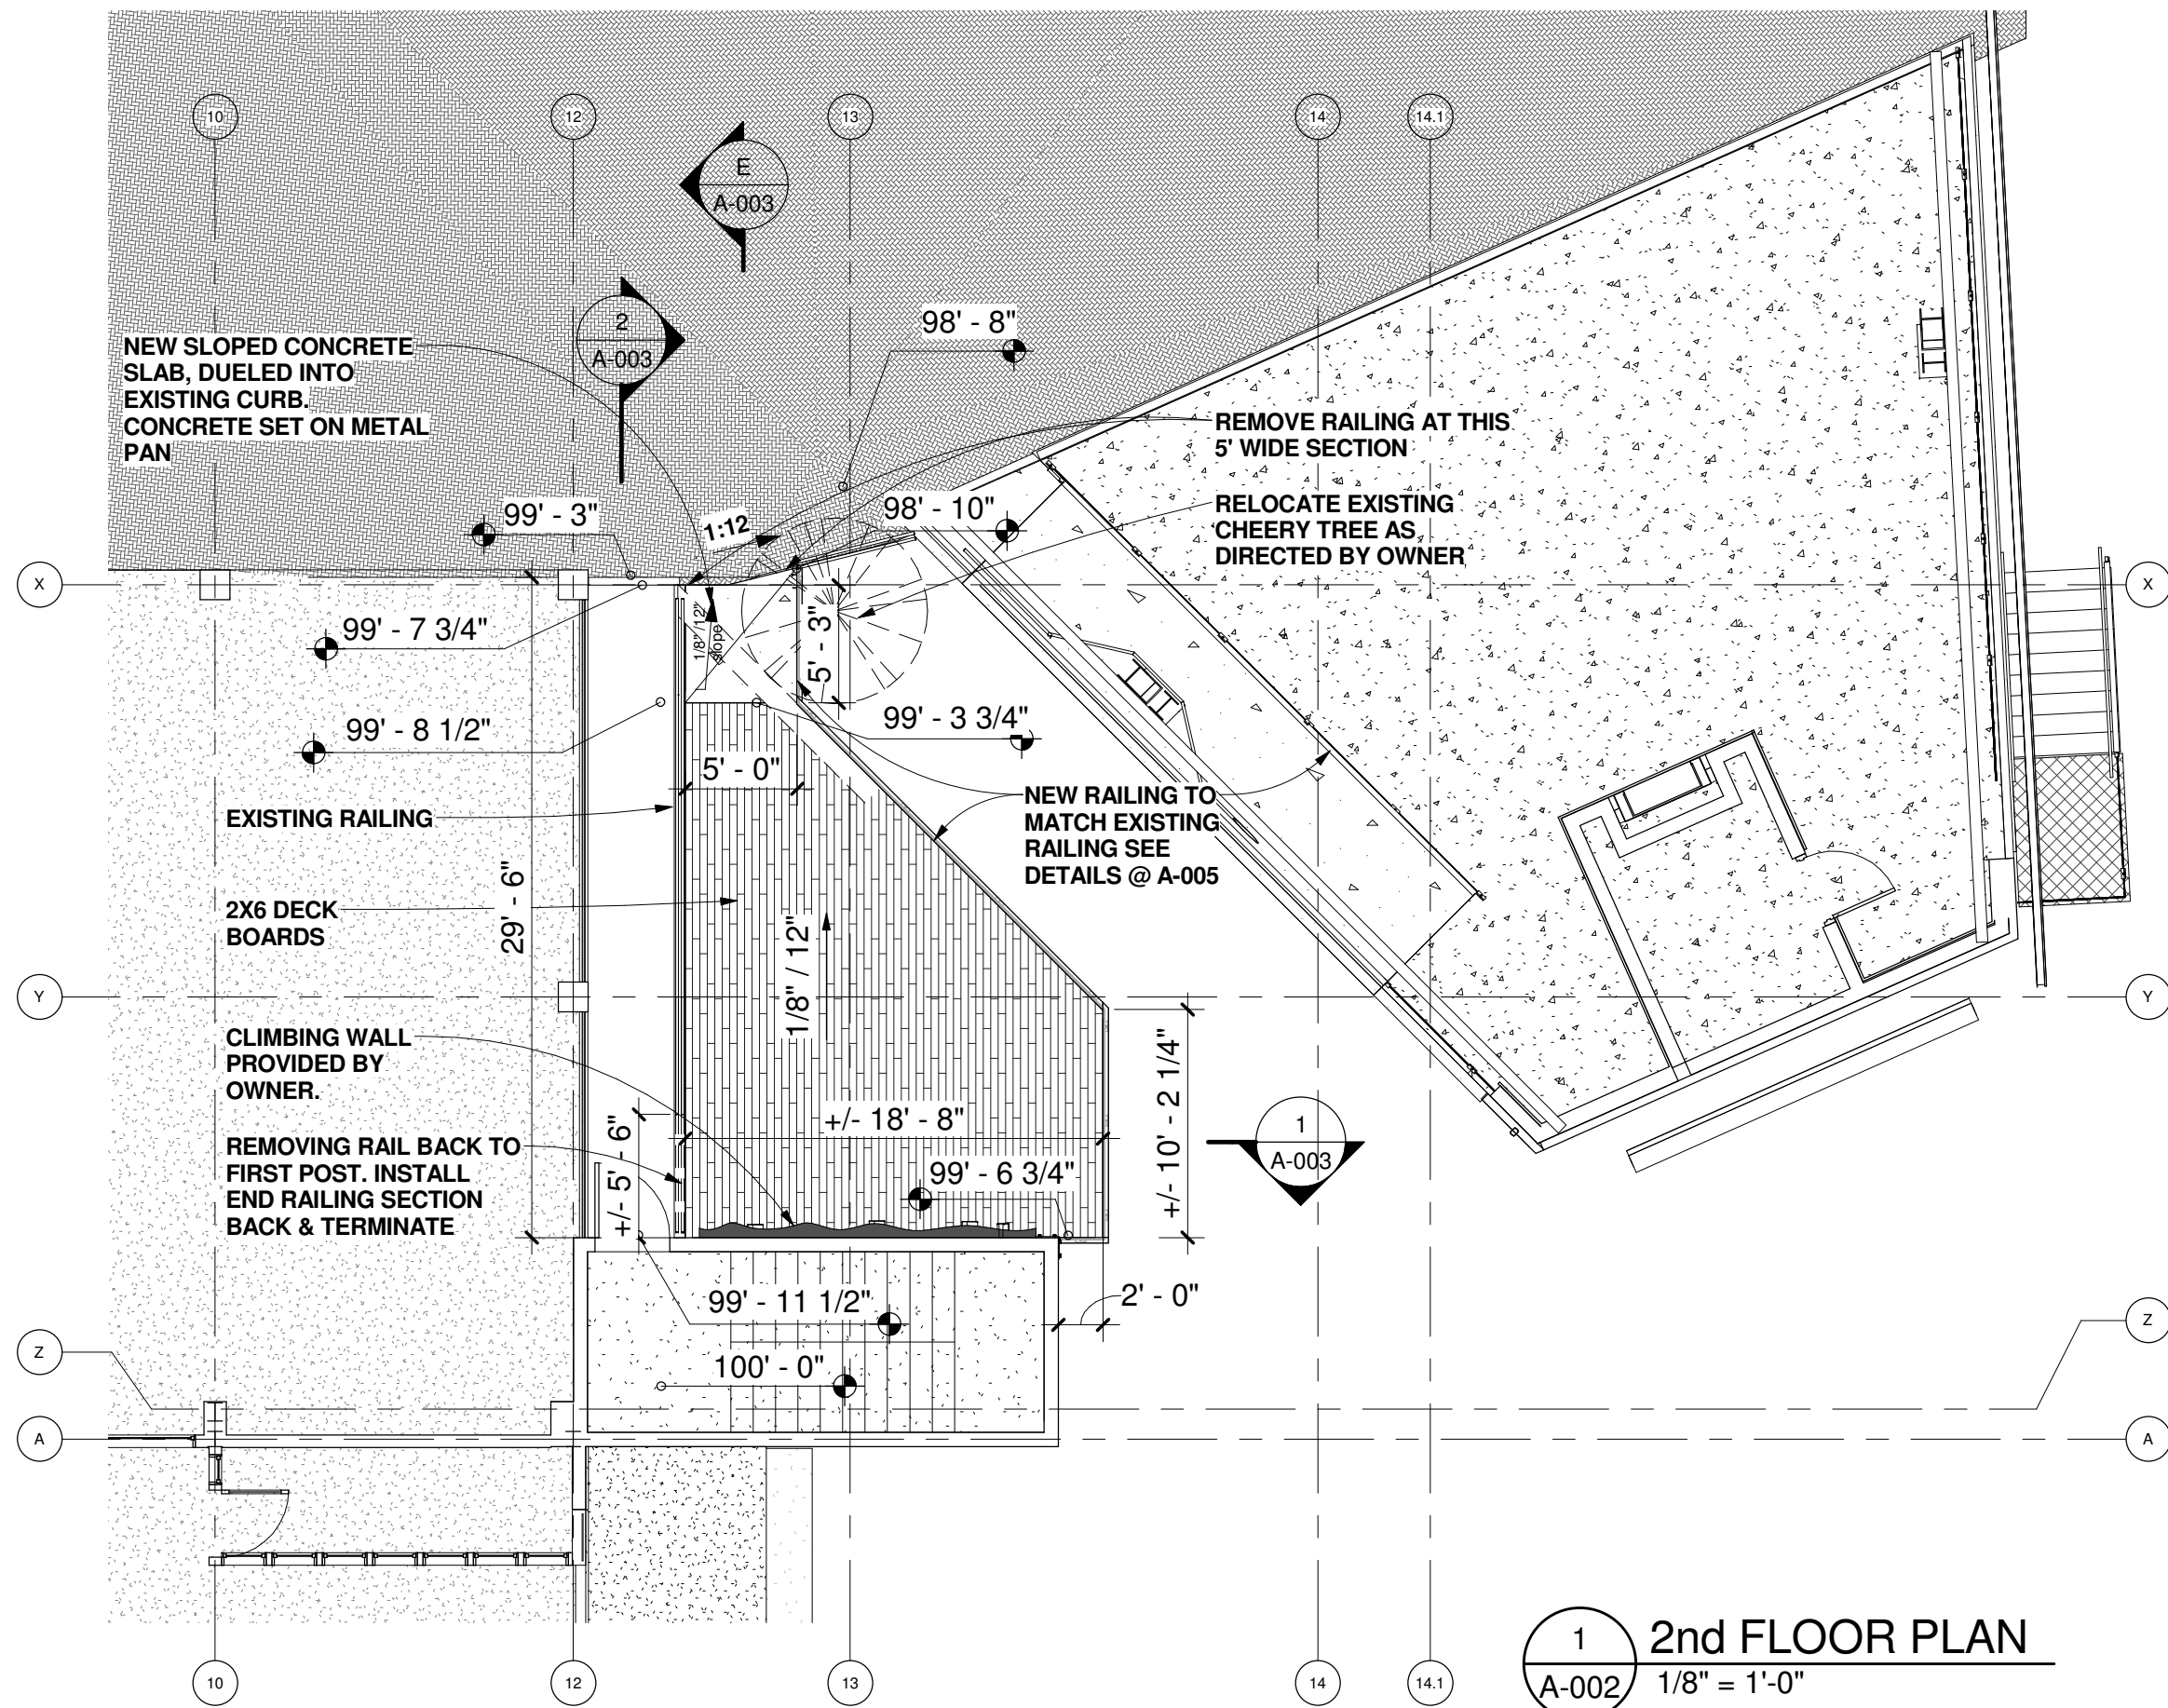 10
12
13
14
14.1
E
A-003
2
A-003
98' - 8"
NEW SLOPED CONCRETE
SLAB, DUELED INTO
EXISTING CURB.
CONCRETE SET ON METAL
PAN
REMOVE RAILING AT THIS
5' WIDE SECTION
RELOCATE EXISTING
CHEERY TREE AS
DIRECTED BY OWNER
99' - 3"
1:12
98' - 10"
X
X
99' - 7 3/4"
1/8" /12"
slope
5' - 3"
99' - 8 1/2"
99' - 3 3/4"
5' - 0"
EXISTING RAILING
NEW RAILING TO
MATCH EXISTING
RAILING SEE
DETAILS @ A-005
29' - 6"
2X6 DECK
BOARDS
1/8" / 12"
Y
Y
CLIMBING WALL
PROVIDED BY
OWNER.
+/- 18' - 8"
+/- 10' - 2 1/4"
1
A-003
REMOVING RAIL BACK TO
FIRST POST. INSTALL
END RAILING SECTION
BACK & TERMINATE
+/- 5' - 6"
99' - 6 3/4"
99' - 11 1/2"
2' - 0"
100' - 0"
Z
Z
A
A
10
12
13
14
14.1
1
A-002
2nd FLOOR PLAN
1/8" = 1'-0"